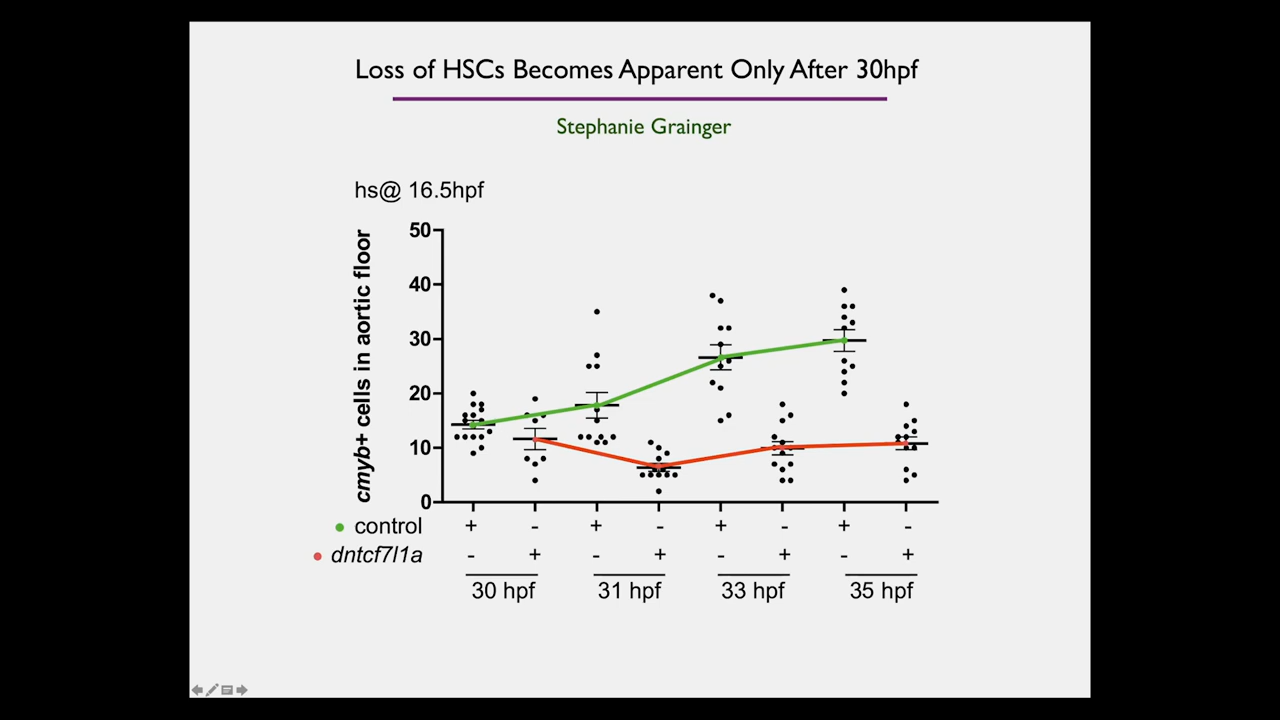 Loss of HSCs Becomes Apparent Only After 30hpf
Stephanie Grainger
hs@ 16.5hpf
cmyb+ cells in aortic floor
50
40
30
20
10
0
control + - + - + - + -
dntcf7l1a - + - + - + - +
30 hpf 31 hpf 33 hpf 35 hpf